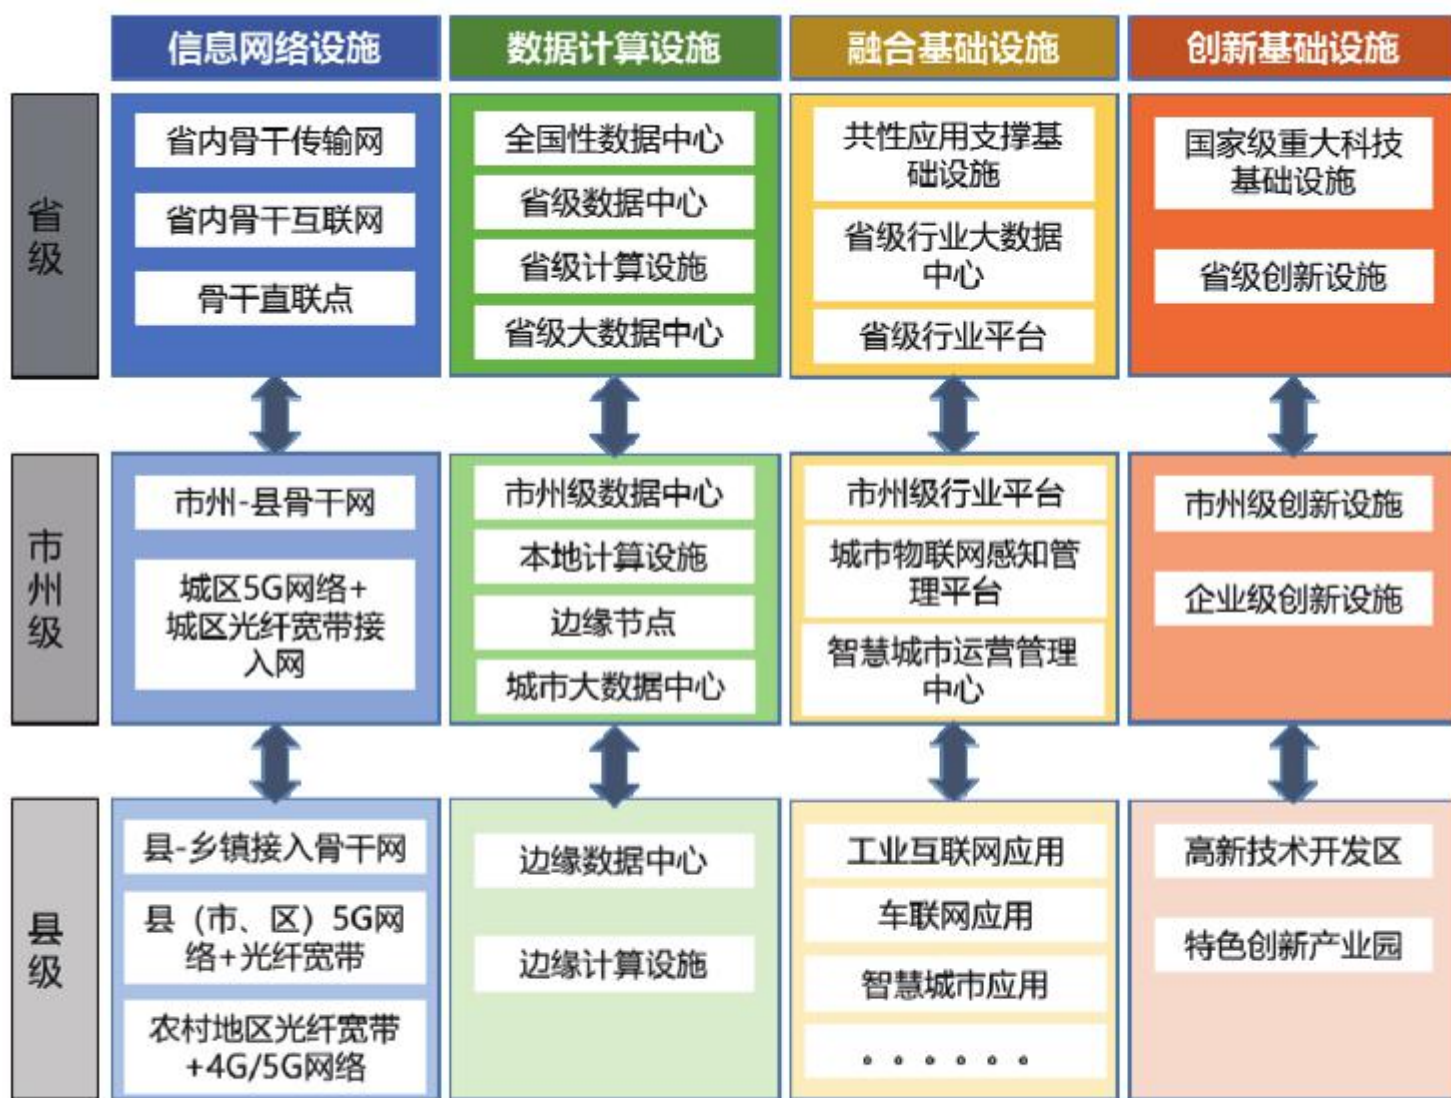 信息网络设施
数据计算设施
融合基础设施
创新基础设施
省
级
省内骨干传输网
省内骨干互联网
骨干直联点
全国性数据中心
省级数据中心
省级计算设施
省级大数据中心
共性应用支撑基
础设施
省级行业大数据
中心
省级行业平台
国家级重大科技
基础设施
省级创新设施
市
州
级
市州-县骨干网
城区5G网络+
城区光纤宽带接
入网
市州级数据中心
本地计算设施
边缘节点
城市大数据中心
市州级行业平台
城市物联网感知管
理平台
智慧城市运营管理
中心
市州级创新设施
企业级创新设施
县
级
县-乡镇接入骨干网
县（市、区）5G网
络+光纤宽带
农村地区光纤宽带
+4G/5G网络
边缘数据中心
边缘计算设施
工业互联网应用
车联网应用
智慧城市应用
。。。。。。
高新技术开发区
特色创新产业园